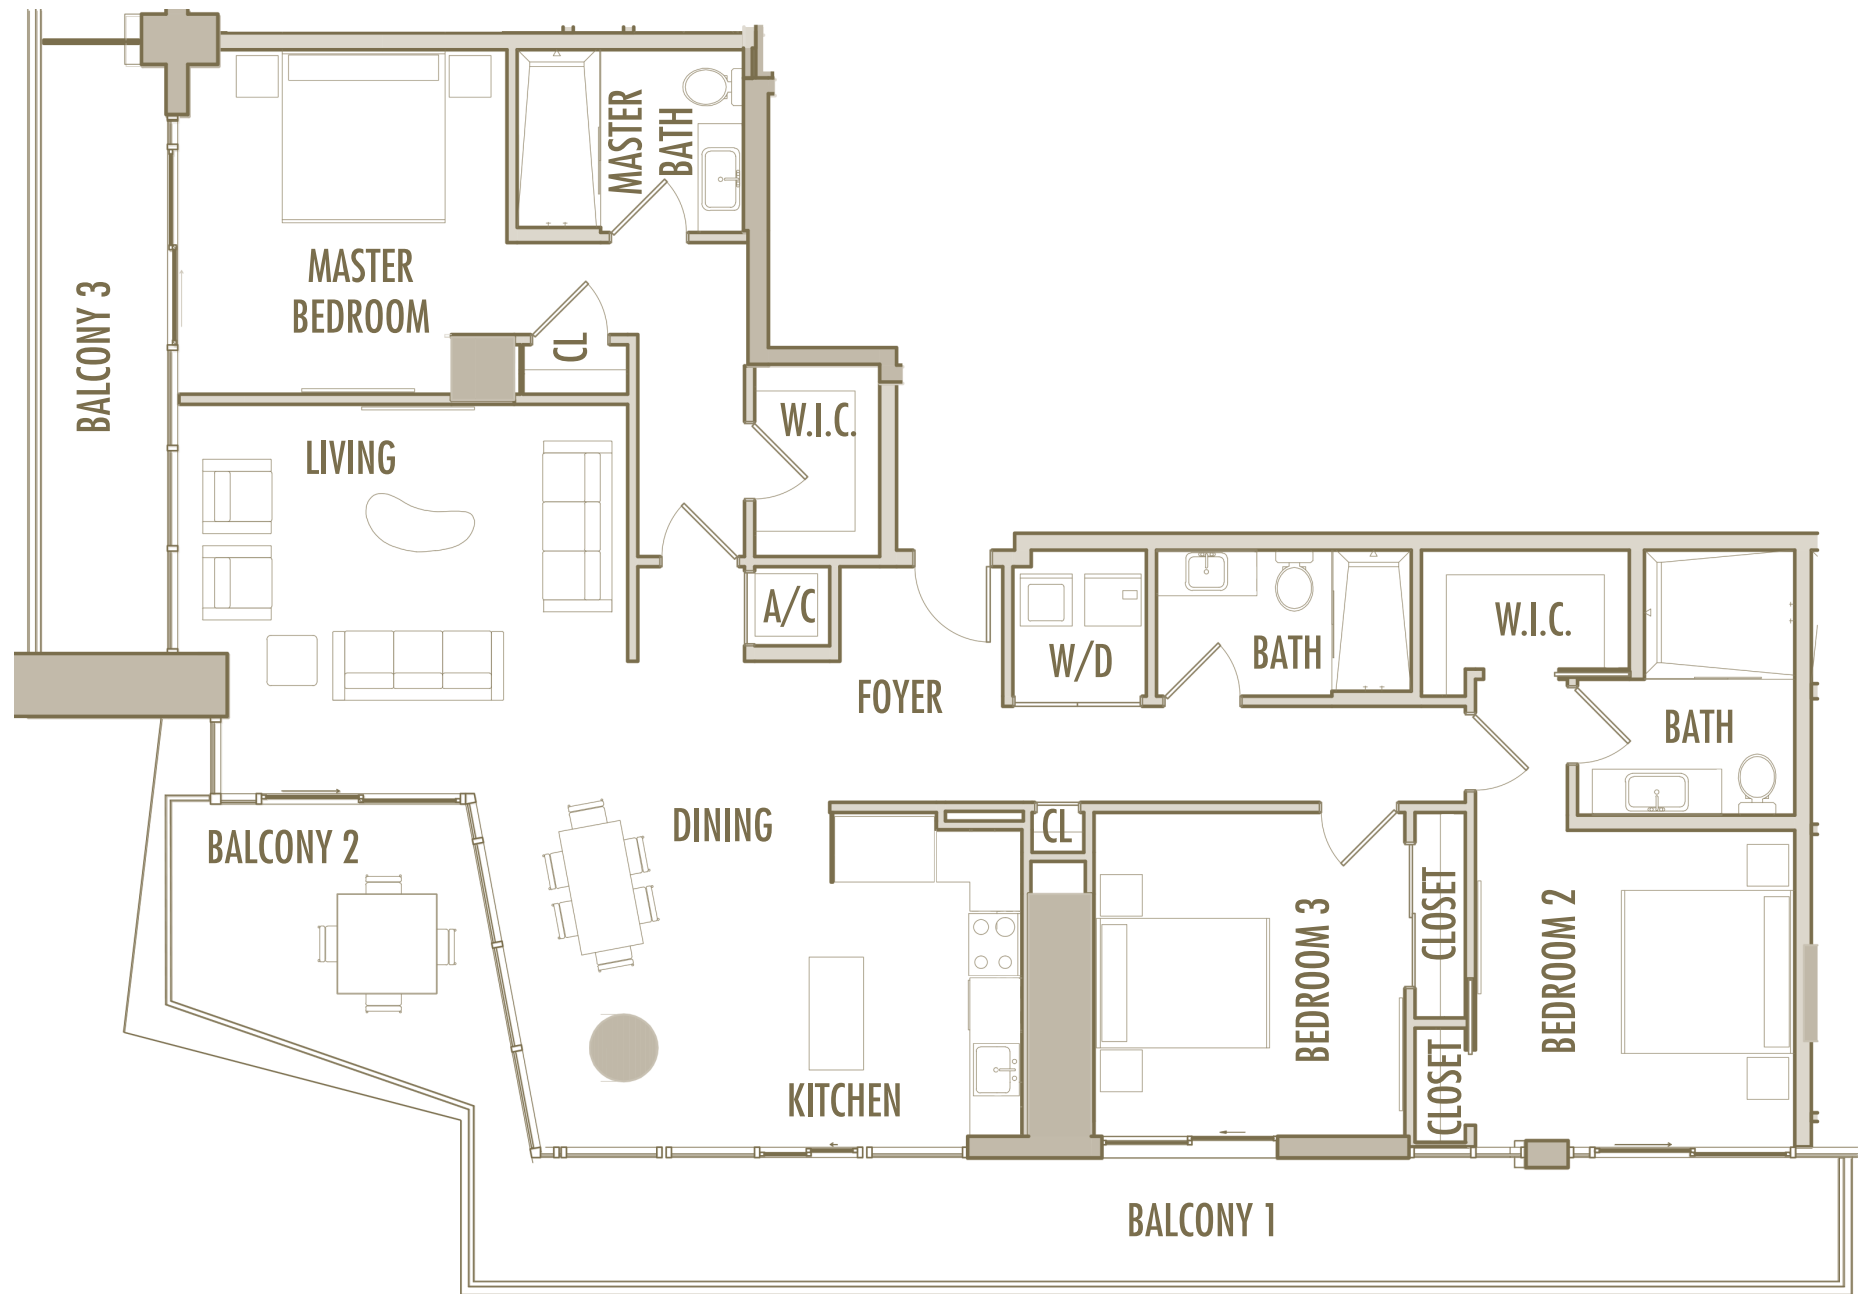 MASTER
BATH
MASTER
BEDROOM
BALCONY 3
CL
W.I.C.
LIVING
A/C
W/D
BATH
W.I.C.
FOYER
BATH
DINING
CL
BALCONY 2
CLOSET
BEDROOM 3
BEDROOM 2
CLOSET
KITCHEN
BALCONY 1